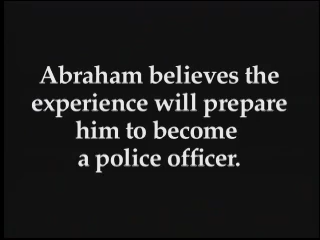 Abraham believes the
experience will prepare
him to become
a police officer.